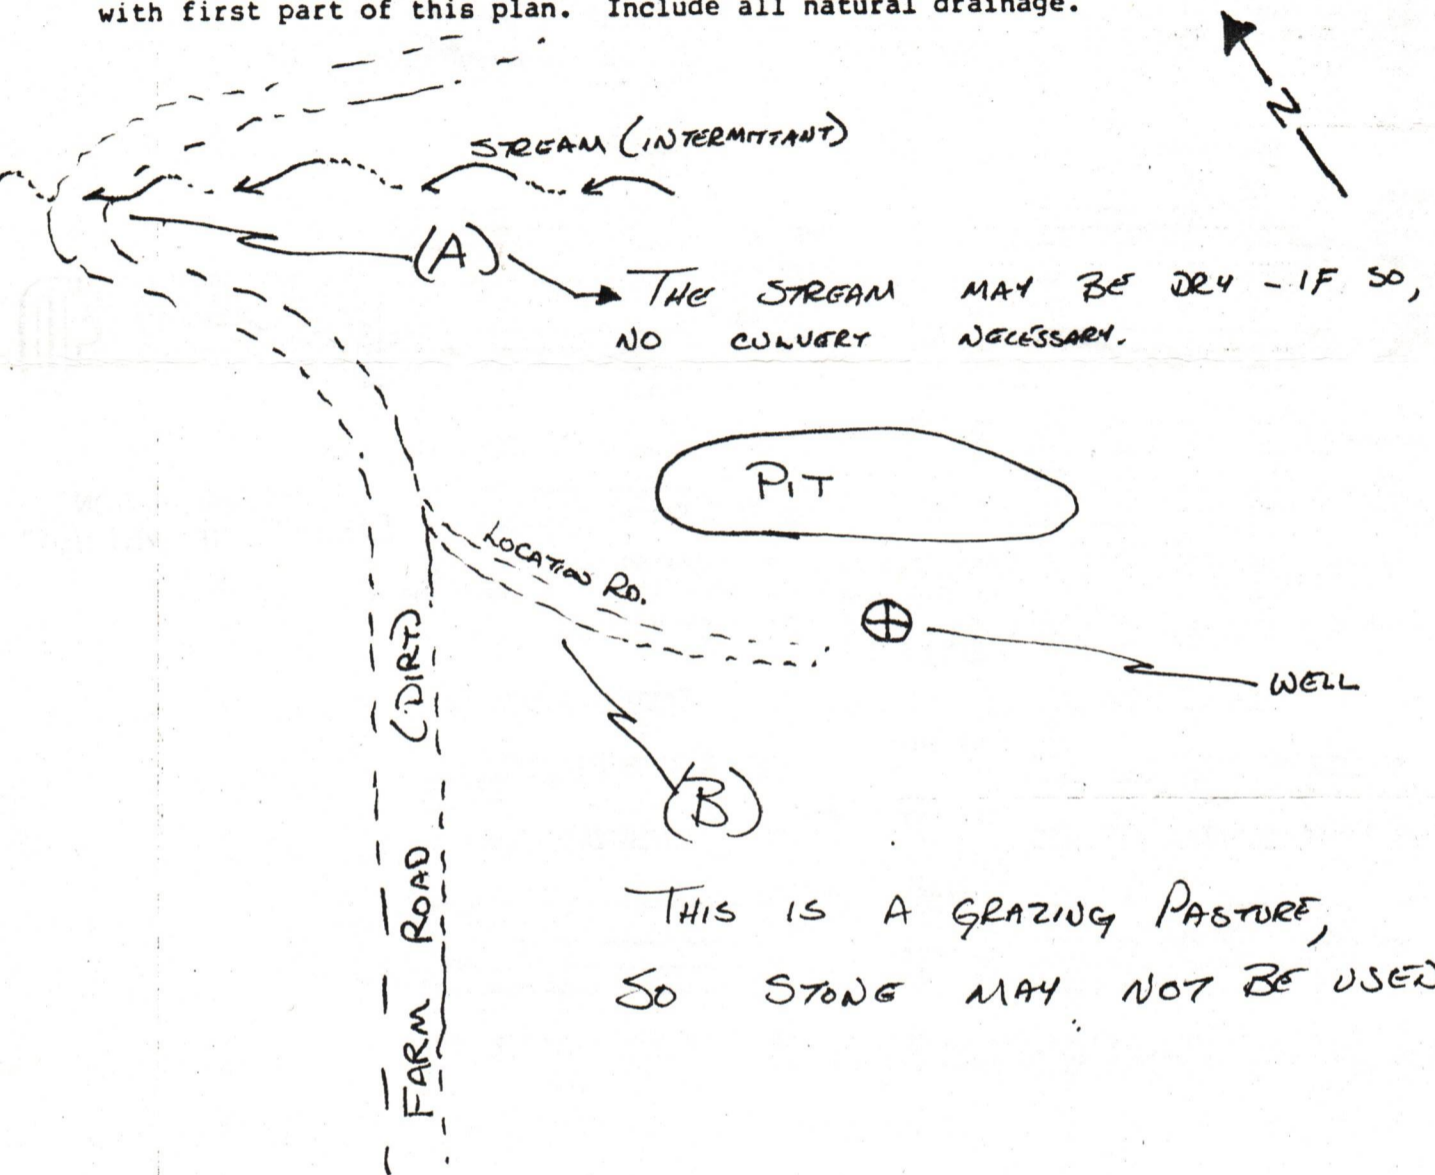 with first part of this plan. Include all natural drainage.
N
STREAM (INTERMITTANT)
(A)
THE STREAM MAY BE DRY - IF SO,
NO CULVERT NECESSARY.
PIT
LOCATION RD.
WELL
(B)
FARM ROAD (DIRT)
THIS IS A GRAZING PASTURE,
SO STONE MAY NOT BE USED